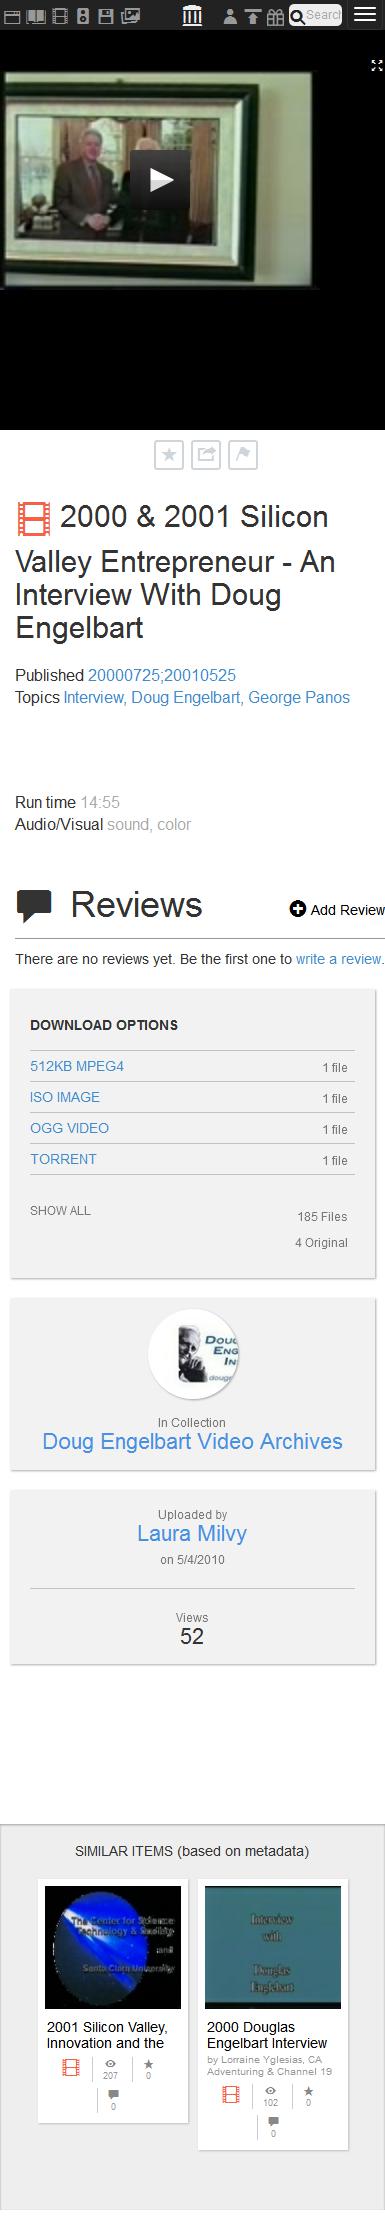 Search
2000 & 2001 Silicon
Valley Entrepreneur - An
Interview With Doug
Engelbart
Published 20000725;20010525
Topics Interview, Doug Engelbart, George Panos
Run time 14:55
Audio/Visual sound, color
Reviews
Add Review
There are no reviews yet. Be the first one to write a review.
DOWNLOAD OPTIONS
512KB MPEG4 1 file
ISO IMAGE 1 file
OGG VIDEO 1 file
TORRENT 1 file
SHOW ALL 185 Files
4 Original
In Collection
Doug Engelbart Video Archives
Uploaded by
Laura Milvy
on 5/4/2010
Views
52
SIMILAR ITEMS (based on metadata)
The Center for Science
Technology & Society
and
Santa Clara University
2001 Silicon Valley,
Innovation and the
207
0
0
Interview
with
Douglas
Engelbart
2000 Douglas
Engelbart Interview
by Lorraine Yglesias, CA
Adventuring & Channel 19
102
0
0